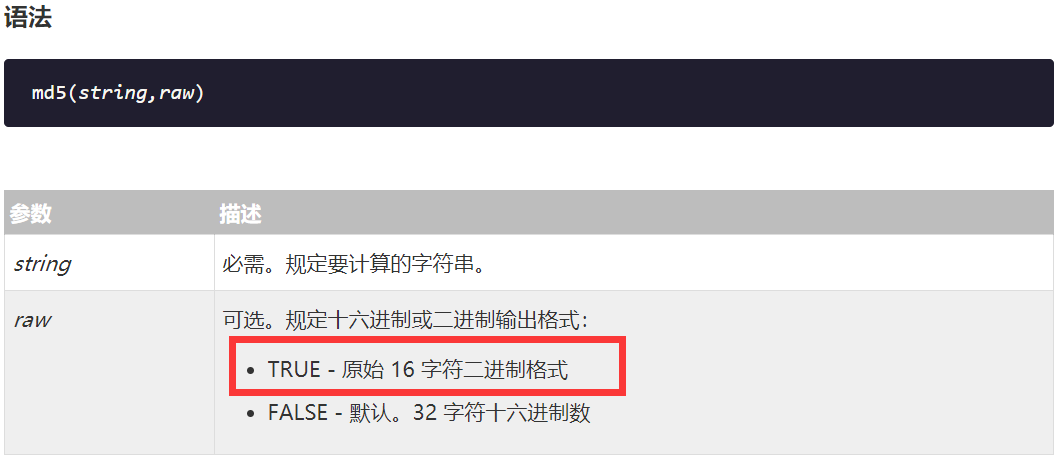 语法
md5(string,raw)
参数 描述
string 必需。规定要计算的字符串。
raw 可选。规定十六进制或二进制输出格式：
• TRUE - 原始 16 字符二进制格式
• FALSE - 默认。32 字符十六进制数